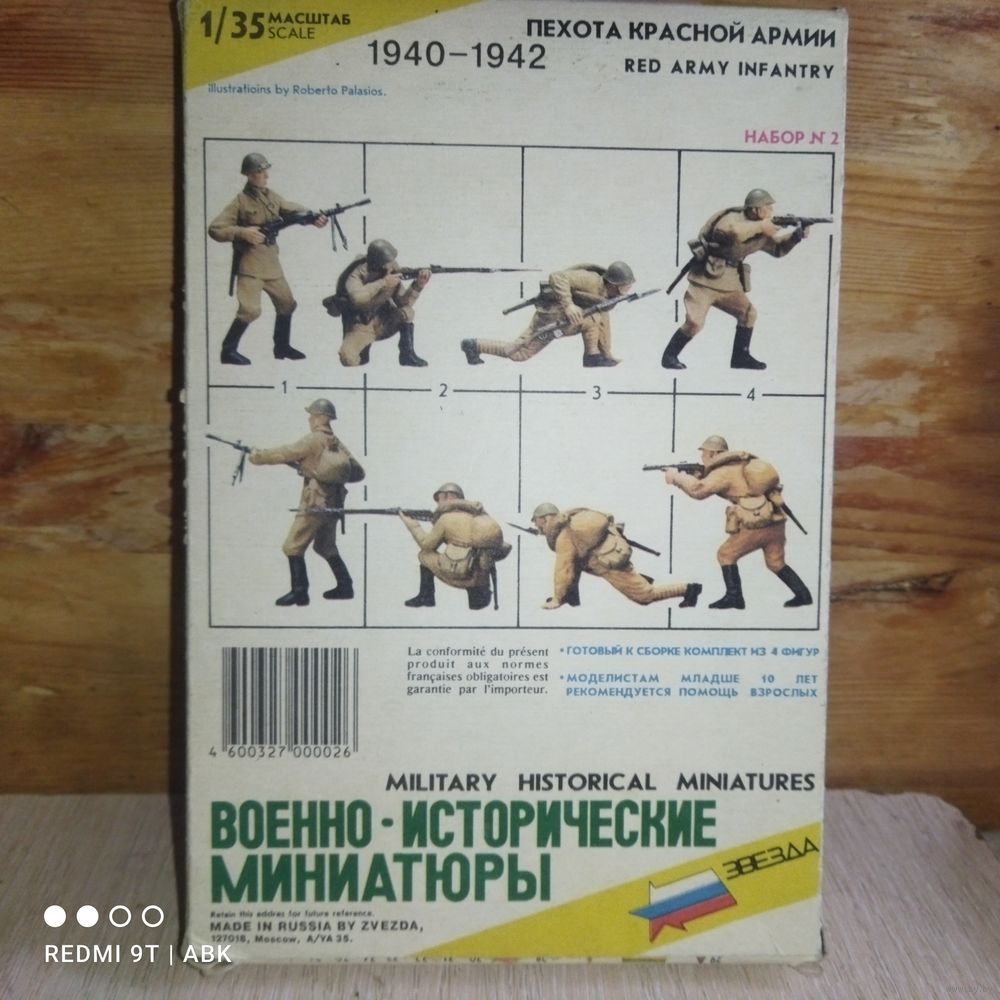 1/35 МАСШТАБ
SCALE
1940-1942
ПЕХОТА КРАСНОЙ АРМИИ
RED ARMY INFANTRY
illustratioins by Roberto Palasios.
НАБОР N 2
1
2
3
4
La conformité du présent
produit aux normes
françaises obligatoires est
garantie par l'importeur.
• ГОТОВЫЙ К СБОРКЕ КОМПЛЕКТ ИЗ 4 ФИГУР
• МОДЕЛИСТАМ МЛАДШЕ 10 ЛЕТ
РЕКОМЕНДУЕТСЯ ПОМОЩЬ ВЗРОСЛЫХ
4 600327 000026
MILITARY HISTORICAL MINIATURES
ВОЕННО-ИСТОРИЧЕСКИЕ
МИНИАТЮРЫ
ЗВЕЗДА
Retain this addres for future reference.
MADE IN RUSSIA BY ZVEZDA,
127018, Moscow, A/YA 35.
REDMI 9T | ABK